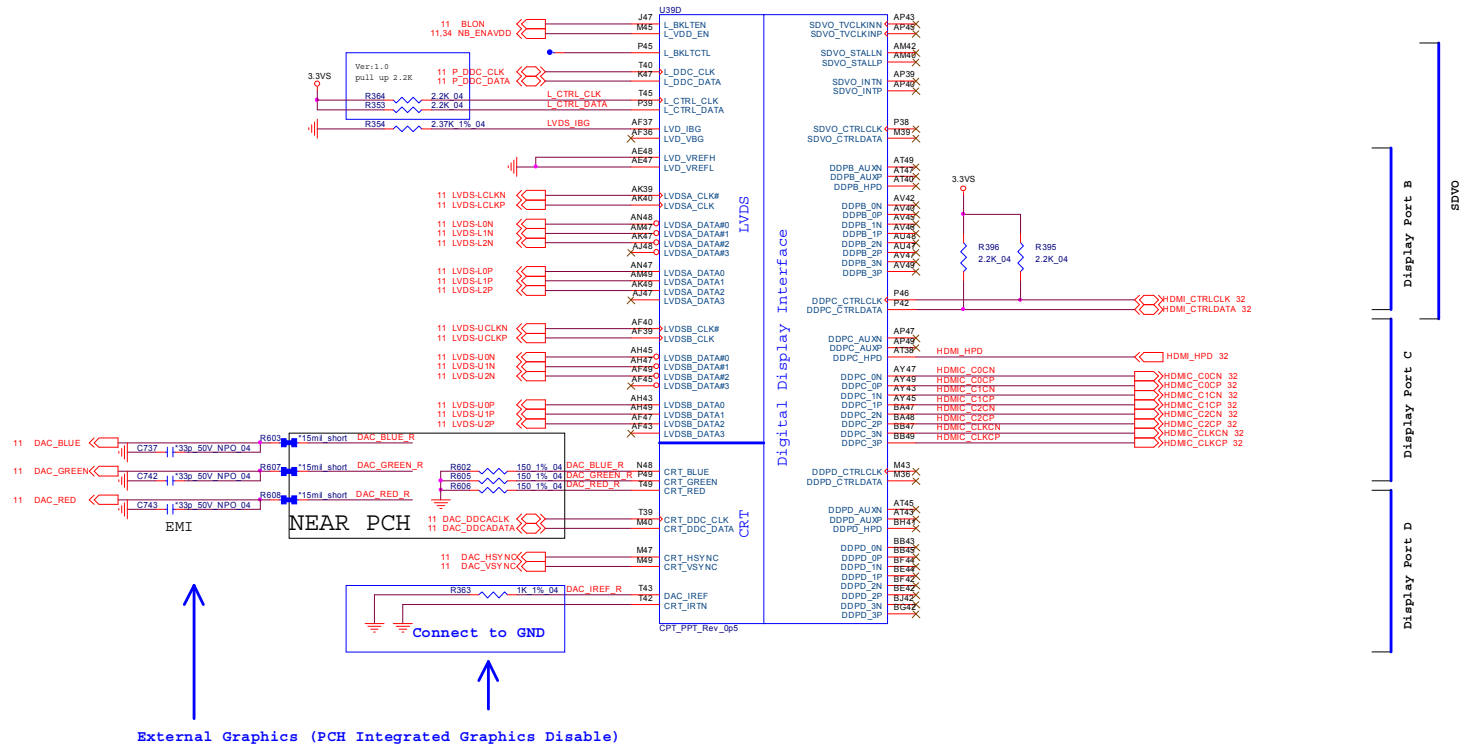 U39D
11 BLON
11,34 NB_ENAVDD
J47
M45
L_BKLTEN
L_VDD_EN
P45
L_BKLTCTL
11 P_DDC_CLK
11 P_DDC_DATA
T40
K47
L_DDC_CLK
L_DDC_DATA
3.3VS
Ver:1.0
pull up 2.2K
R364 2.2K_04 L_CTRL_CLK T45 L_CTRL_CLK
R353 2.2K_04 L_CTRL_DATA P39 L_CTRL_DATA
R354 2.37K_1%_04 LVDS_IBG AF37 LVD_IBG
AF36 LVD_VBG
AE48 LVD_VREFH
AE47 LVD_VREFL
11 LVDS-LCLKN AK39 LVDSA_CLK#
11 LVDS-LCLKP AK40 LVDSA_CLK
11 LVDS-L0N AN48 LVDSA_DATA#0
11 LVDS-L1N AM47 LVDSA_DATA#1
11 LVDS-L2N AK47 LVDSA_DATA#2
AJ48 LVDSA_DATA#3
11 LVDS-L0P AN47 LVDSA_DATA0
11 LVDS-L1P AM49 LVDSA_DATA1
11 LVDS-L2P AK49 LVDSA_DATA2
AJ47 LVDSA_DATA3
11 LVDS-UCLKN AF40 LVDSB_CLK#
11 LVDS-UCLKP AF39 LVDSB_CLK
11 LVDS-U0N AH45 LVDSB_DATA#0
11 LVDS-U1N AH47 LVDSB_DATA#1
11 LVDS-U2N AF49 LVDSB_DATA#2
AF45 LVDSB_DATA#3
11 LVDS-U0P AH43 LVDSB_DATA0
11 LVDS-U1P AH49 LVDSB_DATA1
11 LVDS-U2P AF47 LVDSB_DATA2
AF43 LVDSB_DATA3
11 DAC_BLUE R603 *15mil_short DAC_BLUE_R
C737 *33p_50V_NPO_04
11 DAC_GREEN R607 *15mil_short DAC_GREEN_R
C742 *33p_50V_NPO_04
11 DAC_RED R608 *15mil_short DAC_RED_R
C743 *33p_50V_NPO_04
EMI
NEAR PCH
R602 150_1%_04 DAC_BLUE_R N48 CRT_BLUE
R605 150_1%_04 DAC_GREEN_R P49 CRT_GREEN
R606 150_1%_04 DAC_RED_R T49 CRT_RED
11 DAC_DDCACLK T39 CRT_DDC_CLK
11 DAC_DDCADATA M40 CRT_DDC_DATA
11 DAC_HSYNC M47 CRT_HSYNC
11 DAC_VSYNC M49 CRT_VSYNC
R363 1K_1%_04 DAC_IREF_R T43 DAC_IREF
T42 CRT_IRTN
Connect to GND
CPT_PPT_Rev_0p5
LVDS
CRT
Digital Display Interface
SDVO_TVCLKINN AP43
SDVO_TVCLKINP AP45
SDVO_STALLN AM42
SDVO_STALLP AM40
SDVO_INTN AP39
SDVO_INTP AP40
SDVO_CTRLCLK P38
SDVO_CTRLDATA M39
DDPB_AUXN AT49
DDPB_AUXP AT47
DDPB_HPD AT40
DDPB_0N AV42
DDPB_0P AV40
DDPB_1N AV45
DDPB_1P AV46
DDPB_2N AU48
DDPB_2P AU47
DDPB_3N AV47
DDPB_3P AV49
3.3VS
R396
2.2K_04
R395
2.2K_04
DDPC_CTRLCLK P46 HDMI_CTRLCLK 32
DDPC_CTRLDATA P42 HDMI_CTRLDATA 32
DDPC_AUXN AP47
DDPC_AUXP AP49
DDPC_HPD AT38 HDMI_HPD HDMI_HPD 32
DDPC_0N AY47 HDMIC_C0CN HDMIC_C0CN 32
DDPC_0P AY49 HDMIC_C0CP HDMIC_C0CP 32
DDPC_1N AY43 HDMIC_C1CN HDMIC_C1CN 32
DDPC_1P AY45 HDMIC_C1CP HDMIC_C1CP 32
DDPC_2N BA47 HDMIC_C2CN HDMIC_C2CN 32
DDPC_2P BA48 HDMIC_C2CP HDMIC_C2CP 32
DDPC_3N BB47 HDMIC_CLKCN HDMIC_CLKCN 32
DDPC_3P BB49 HDMIC_CLKCP HDMIC_CLKCP 32
DDPD_CTRLCLK M43
DDPD_CTRLDATA M36
DDPD_AUXN AT45
DDPD_AUXP AT43
DDPD_HPD BH41
DDPD_0N BB43
DDPD_0P BB45
DDPD_1N BF44
DDPD_1P BE44
DDPD_2N BF42
DDPD_2P BE42
DDPD_3N BJ42
DDPD_3P BG42
Display Port B
SDVO
Display Port C
Display Port D
External Graphics (PCH Integrated Graphics Disable)